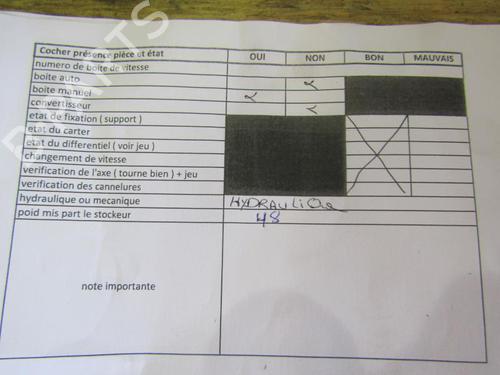 Cocher présence pièce et état OUI NON BON MAUVAIS
numero de boite de vitesse
boite auto
boite manuel
convertisseur
etat de fixation ( support )
etat du carter
etat du differentiel ( voir jeu )
changement de vitesse
verification de l'axe ( tourne bien ) + jeu
verification des cannelures
hydraulique ou mecanique HYDRAULIQue
poid mis part le stockeur 48
note importante